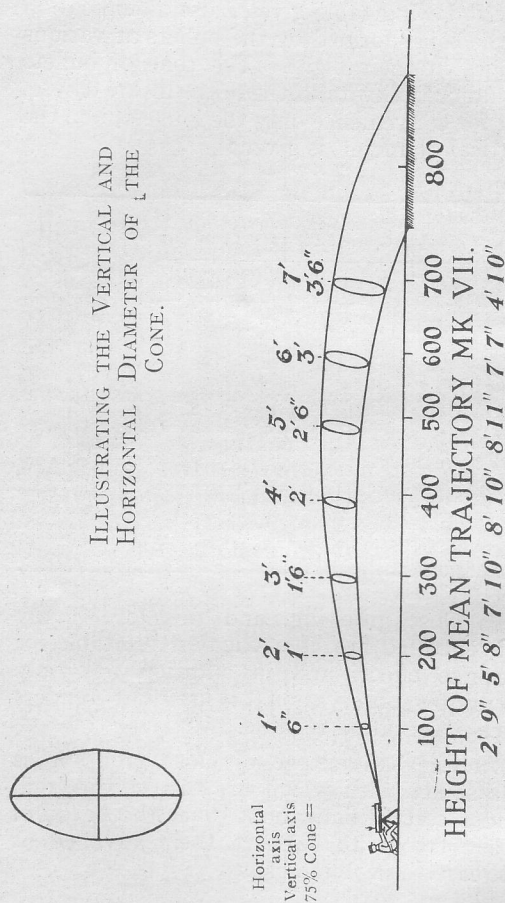 ILLUSTRATING THE VERTICAL AND
HORIZONTAL DIAMETER OF THE
CONE.
Horizontal
axis
Vertical axis
75% Cone =
1' 2' 3' 4' 5' 6' 7'
6" 1' 1'6" 2' 2'6" 3' 3'6"
100 200 300 400 500 600 700 800
HEIGHT OF MEAN TRAJECTORY MK VII.
2' 9" 5' 8" 7' 10" 8' 10" 8' 11" 7' 7" 4' 10"